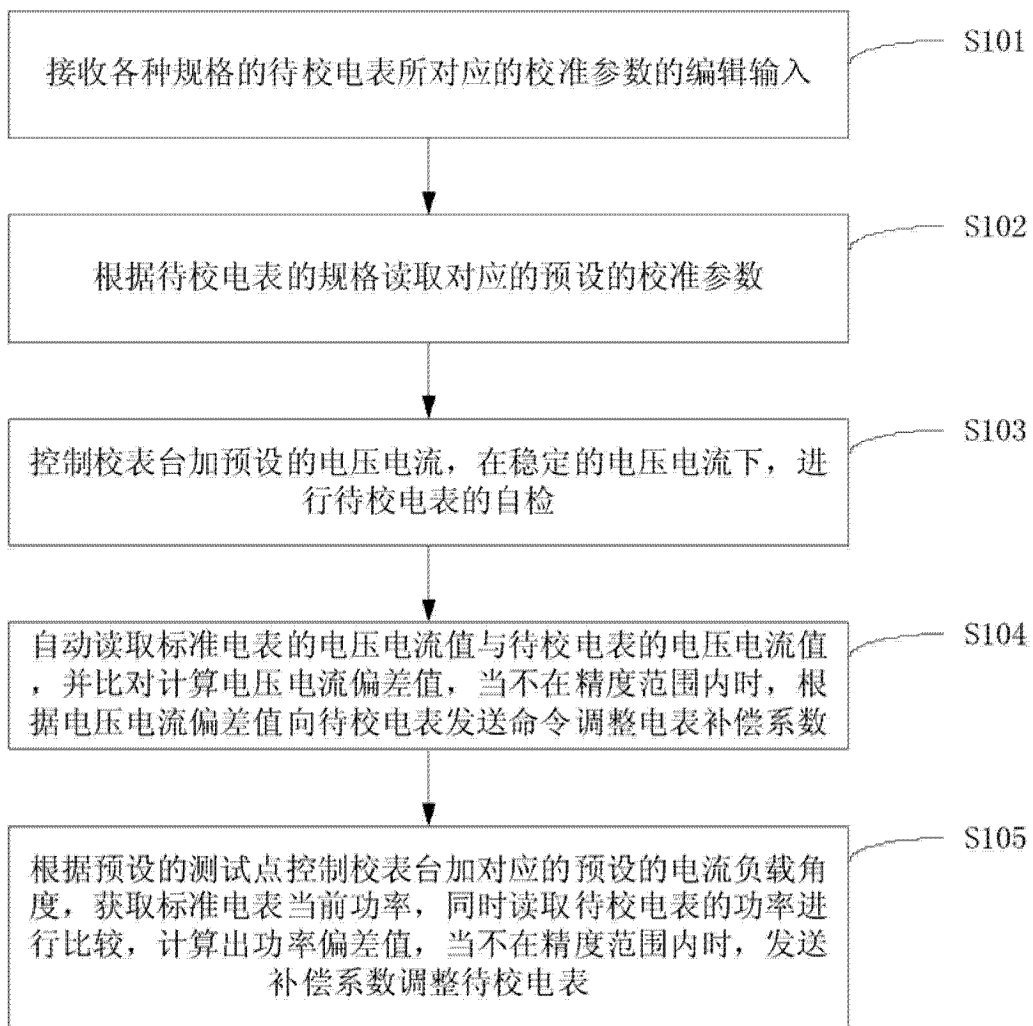 接收各种规格的待校电表所对应的校准参数的编辑输入
S101
根据待校电表的规格读取对应的预设的校准参数
S102
控制校表台加预设的电压电流，在稳定的电压电流下，进
行待校电表的自检
S103
自动读取标准电表的电压电流值与待校电表的电压电流值
，并比对计算电压电流偏差值，当不在精度范围内时，根
据电压电流偏差值向待校电表发送命令调整电表补偿系数
S104
根据预设的测试点控制校表台加对应的预设的电流负载角
度，获取标准电表当前功率，同时读取待校电表的功率进
行比较，计算出功率偏差值，当不在精度范围内时，发送
补偿系数调整待校电表
S105